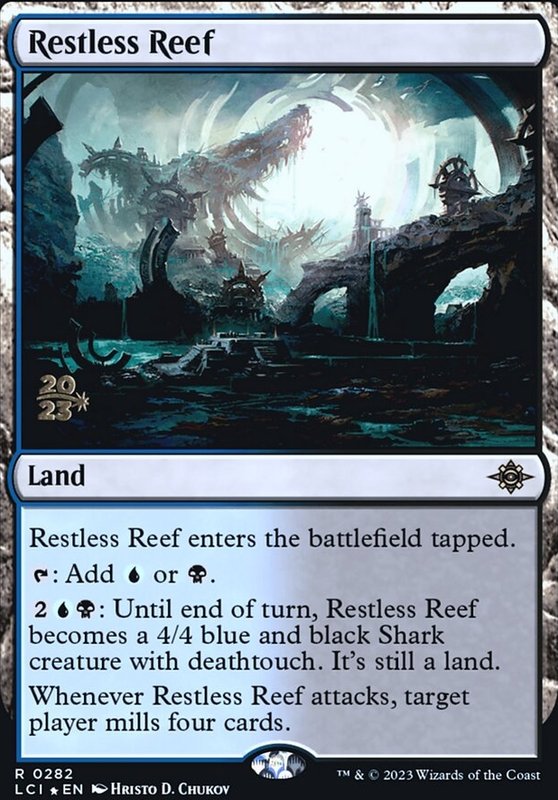 Restless Reef
20
23
Land
Restless Reef enters the battlefield tapped.
: Add or .
2 : Until end of turn, Restless Reef
becomes a 4/4 blue and black Shark
creature with deathtouch. It's still a land.
Whenever Restless Reef attacks, target
player mills four cards.
R 0282
LCI ★ EN Hristo D. Chukov
™ & © 2023 Wizards of the Coast